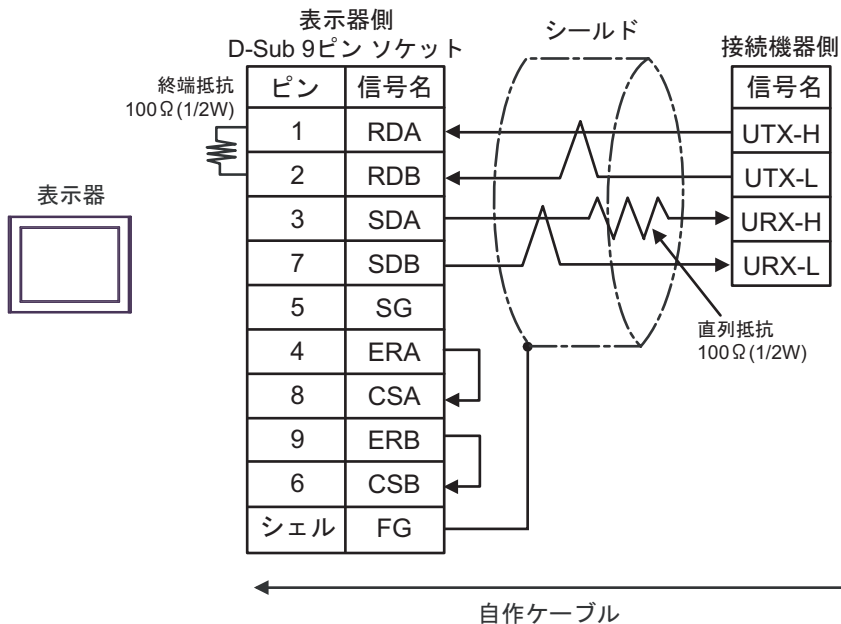 表示器側
D-Sub 9ピン ソケット
シールド
接続機器側
終端抵抗
100Ω(1/2W)
ピン 信号名 信号名
1 RDA UTX-H
2 RDB UTX-L
表示器
3 SDA URX-H
7 SDB URX-L
5 SG
直列抵抗
100Ω(1/2W)
4 ERA
8 CSA
9 ERB
6 CSB
シェル FG
自作ケーブル